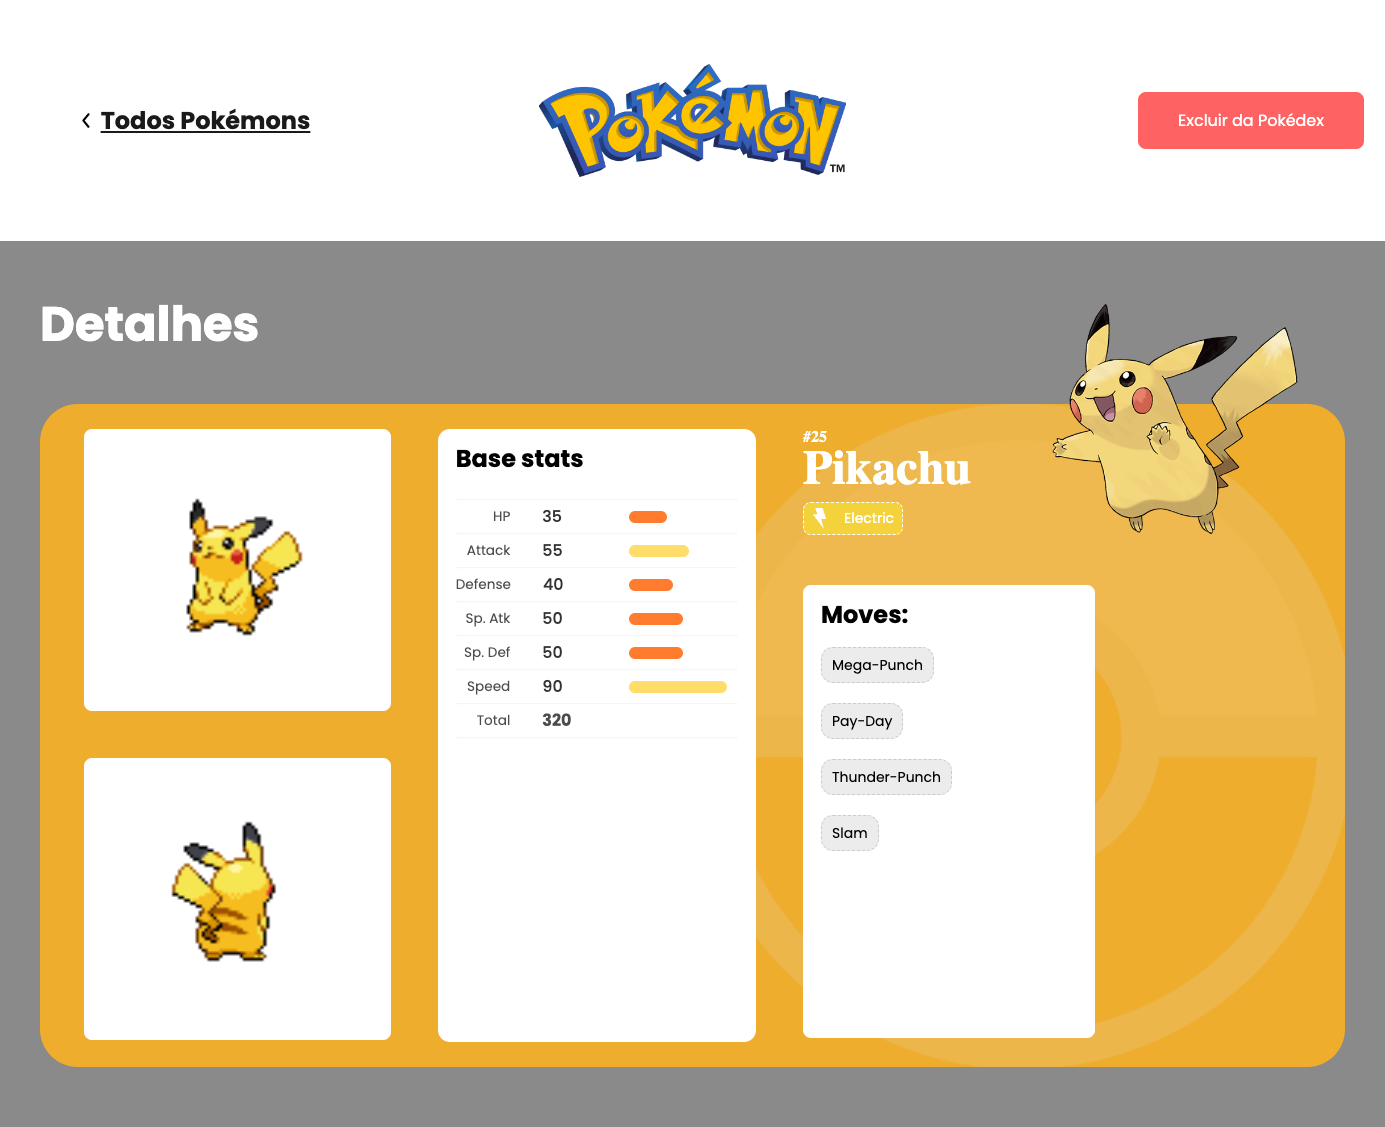 Todos Pokémons
POKéMON
TM
Excluir da Pokédex
Detalhes
Base stats
HP 35
Attack 55
Defense 40
Sp. Atk 50
Sp. Def 50
Speed 90
Total 320
#25
Pikachu
Electric
Moves:
Mega-Punch
Pay-Day
Thunder-Punch
Slam